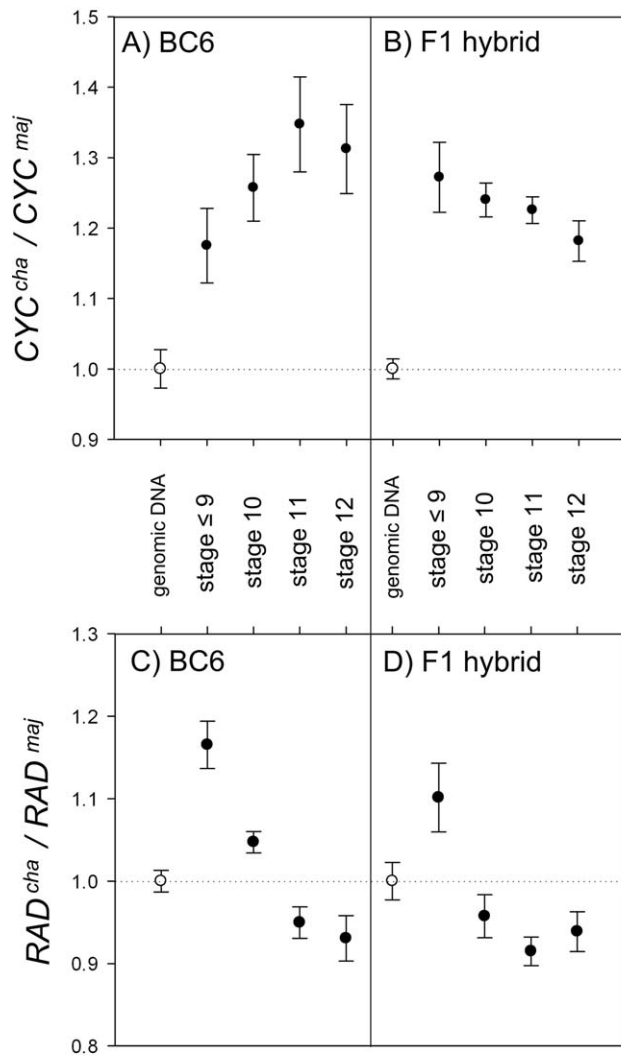 A) BC6
B) F1 hybrid
1.5
1.4
1.3
1.2
1.1
1.0
0.9
CYC^cha / CYC^maj
genomic DNA
stage ≤ 9
stage 10
stage 11
stage 12
genomic DNA
stage ≤ 9
stage 10
stage 11
stage 12
C) BC6
D) F1 hybrid
1.3
1.2
1.1
1.0
0.9
0.8
RAD^cha / RAD^maj